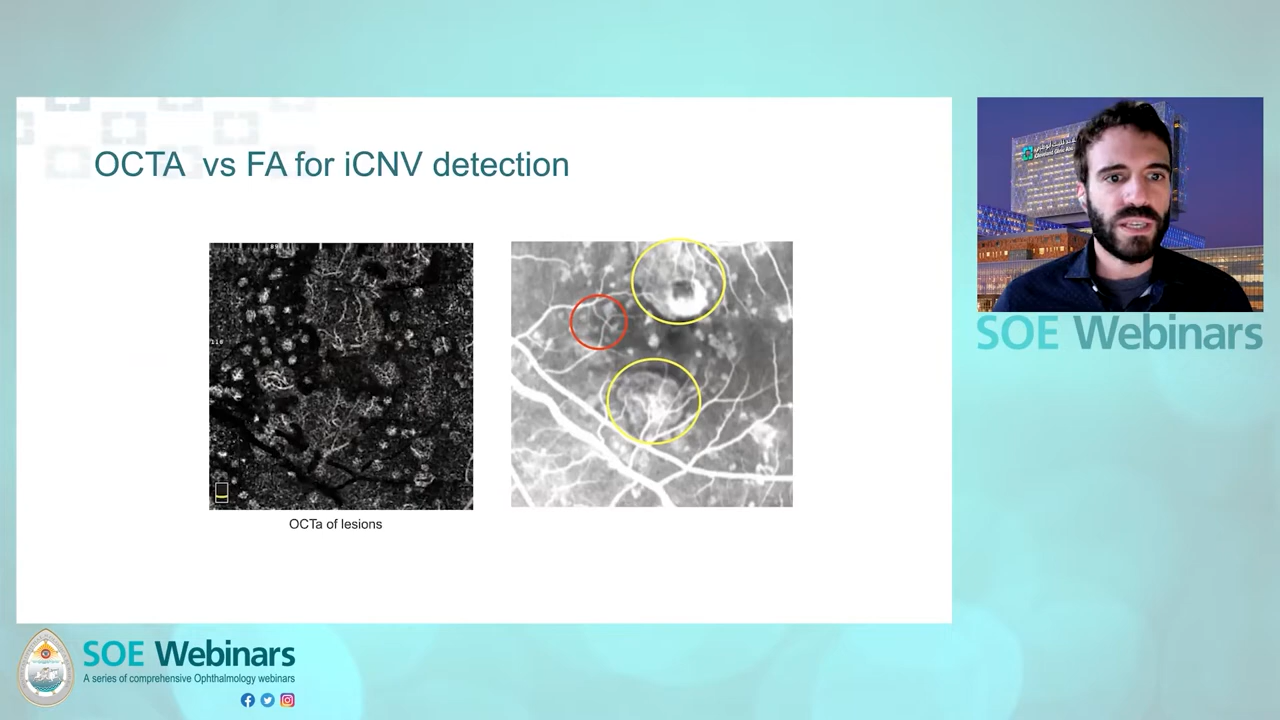 OCTA vs FA for iCNV detection
OCTa of lesions
SOE Webinars
SOE Webinars
A series of comprehensive Ophthalmology webinars